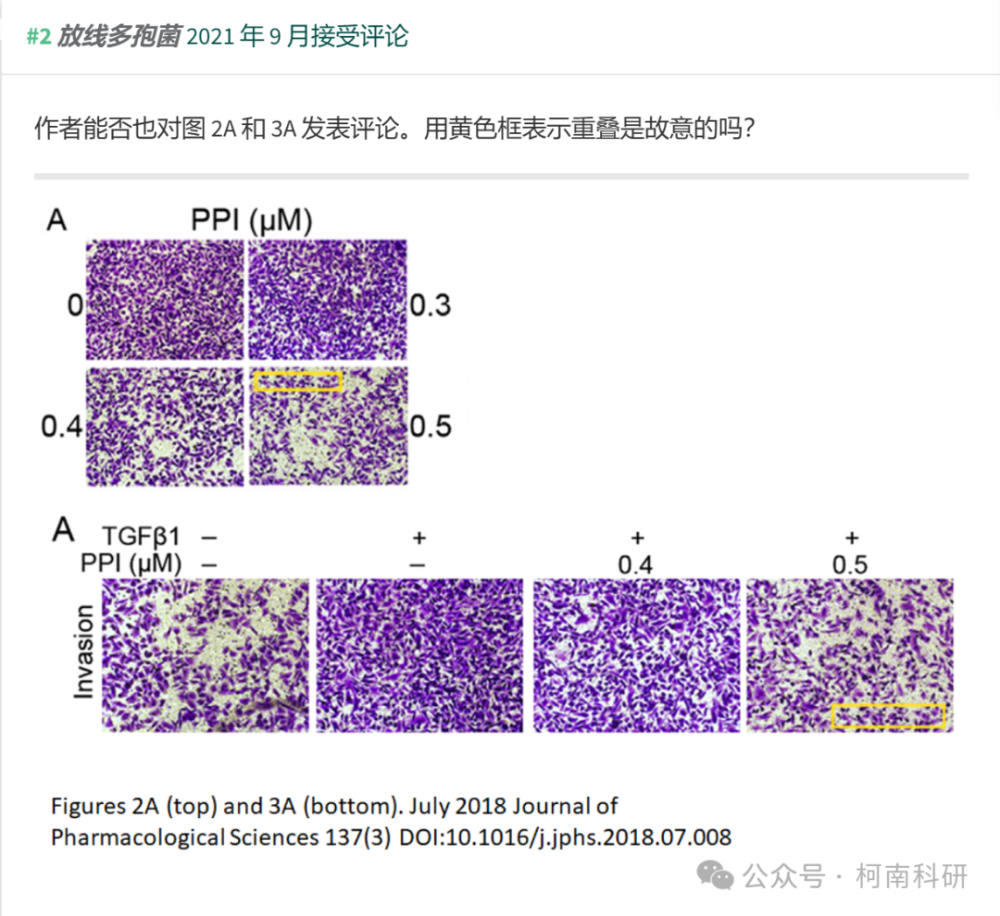 #2 放线多孢菌 2021 年 9 月接受评论
作者能否也对图 2A 和 3A 发表评论。用黄色框表示重叠是故意的吗？
A PPI (μM)
0 0.3
0.4 0.5
A TGFβ1 – + + +
PPI (μM) – – 0.4 0.5
Invasion
Figures 2A (top) and 3A (bottom). July 2018 Journal of
Pharmacological Sciences 137(3) DOI:10.1016/j.jphs.2018.07.008
公众号 · 柯南科研